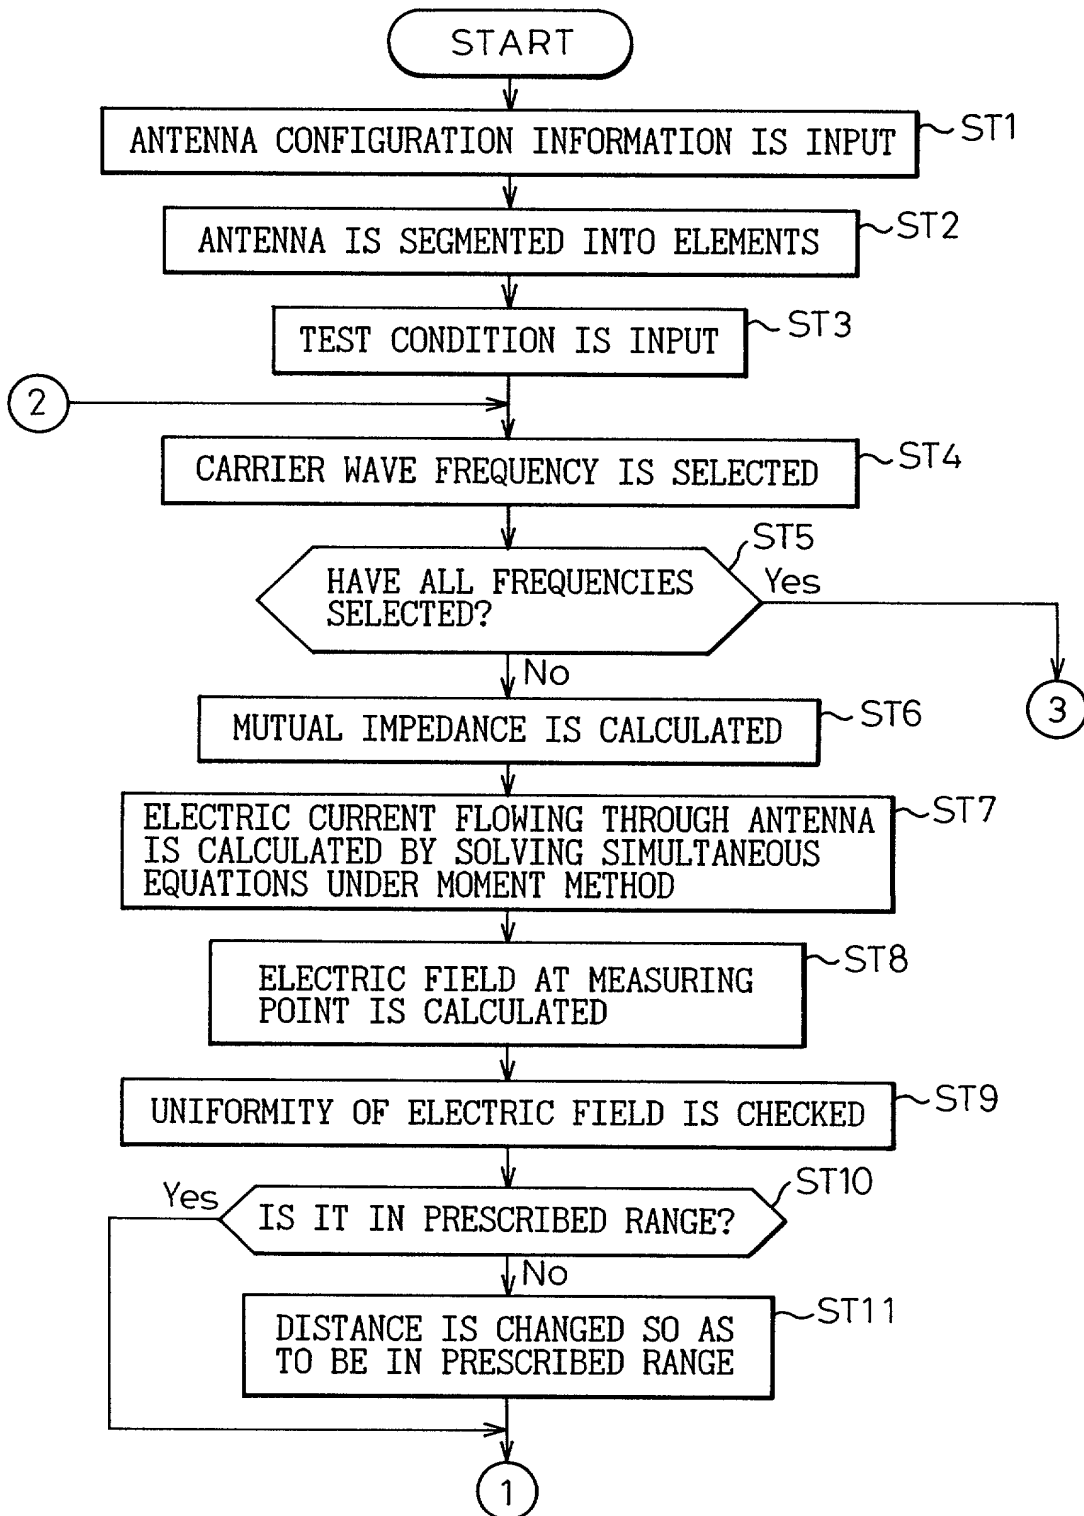 START
ANTENNA CONFIGURATION INFORMATION IS INPUT
ST1
ANTENNA IS SEGMENTED INTO ELEMENTS
ST2
TEST CONDITION IS INPUT
ST3
2
CARRIER WAVE FREQUENCY IS SELECTED
ST4
ST5
HAVE ALL FREQUENCIES
SELECTED?
Yes
No
3
MUTUAL IMPEDANCE IS CALCULATED
ST6
ELECTRIC CURRENT FLOWING THROUGH ANTENNA
IS CALCULATED BY SOLVING SIMULTANEOUS
EQUATIONS UNDER MOMENT METHOD
ST7
ELECTRIC FIELD AT MEASURING
POINT IS CALCULATED
ST8
UNIFORMITY OF ELECTRIC FIELD IS CHECKED
ST9
ST10
Yes
IS IT IN PRESCRIBED RANGE?
No
DISTANCE IS CHANGED SO AS
TO BE IN PRESCRIBED RANGE
ST11
1